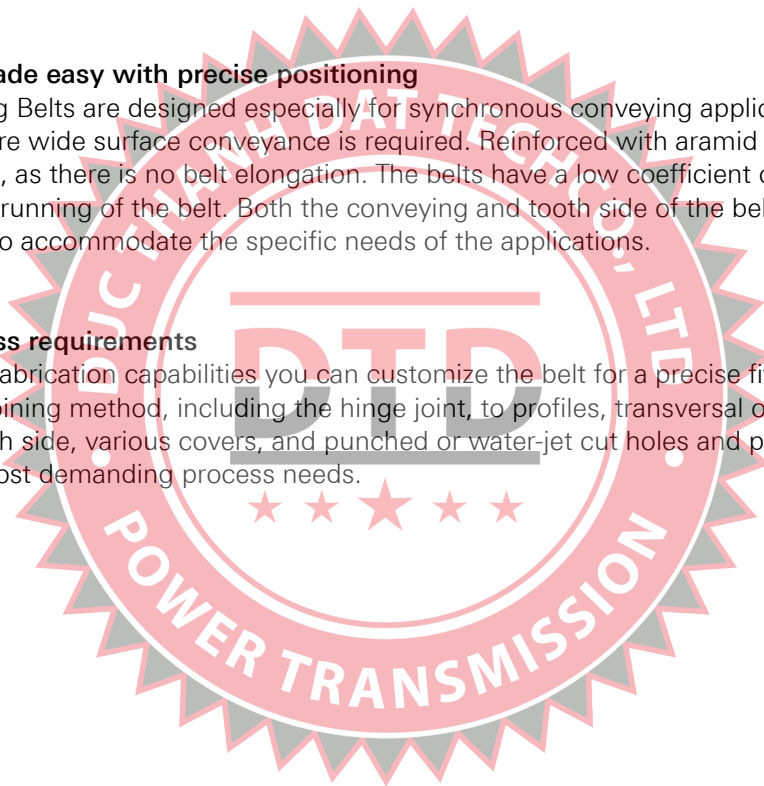 ade easy with precise positioning
g Belts are designed especially for synchronous conveying applic
re wide surface conveyance is required. Reinforced with aramid
, as there is no belt elongation. The belts have a low coefficient o
running of the belt. Both the conveying and tooth side of the bel
o accommodate the specific needs of the applications.
ss requirements
abrication capabilities you can customize the belt for a precise fi
ining method, including the hinge joint, to profiles, transversal o
h side, various covers, and punched or water-jet cut holes and p
ost demanding process needs.
DUC THANH DAT TECH CO., LTD
DTD
POWER TRANSMISSION